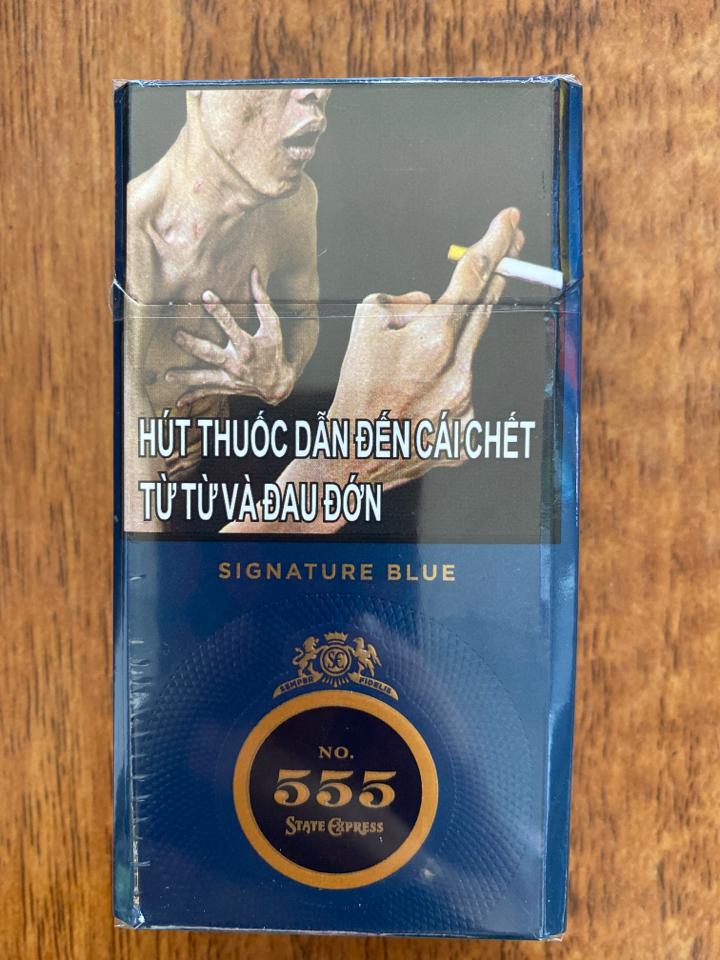 HÚT THUỐC DẪN ĐẾN CÁI CHẾT
TỪ TỪ VÀ ĐAU ĐỚN
SIGNATURE BLUE
SE
SEMPER FIDELIS
NO.
555
STATE EXPRESS